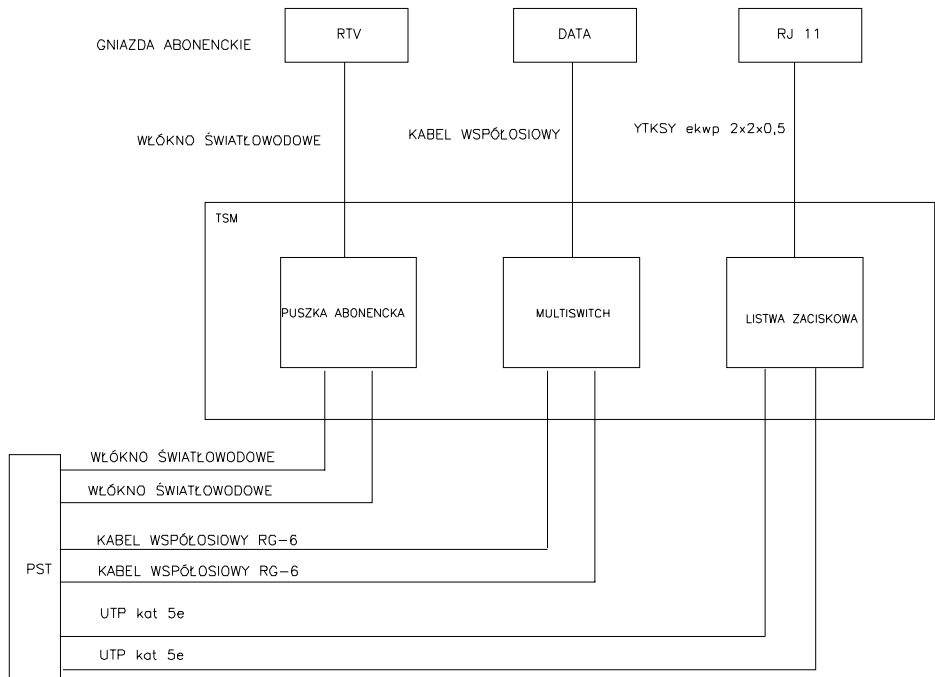 GNIAZDA ABONENCKIE
RTV
DATA
RJ 11
WŁÓKNO ŚWIATŁOWODOWE
KABEL WSPÓŁOSIOWY
YTKSY ekwp 2x2x0,5
TSM
PUSZKA ABONENCKA
MULTISWITCH
LISTWA ZACISKOWA
WŁÓKNO ŚWIATŁOWODOWE
WŁÓKNO ŚWIATŁOWODOWE
KABEL WSPÓŁOSIOWY RG-6
PST
KABEL WSPÓŁOSIOWY RG-6
UTP kat 5e
UTP kat 5e